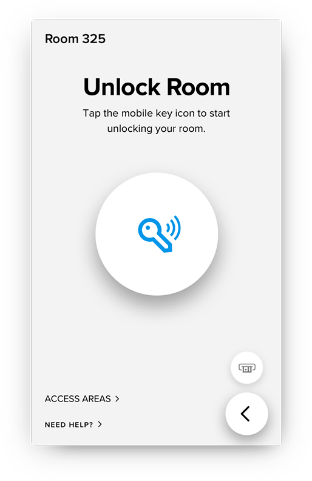 Room 325
Unlock Room
Tap the mobile key icon to start
unlocking your room.
ACCESS AREAS >
NEED HELP? >